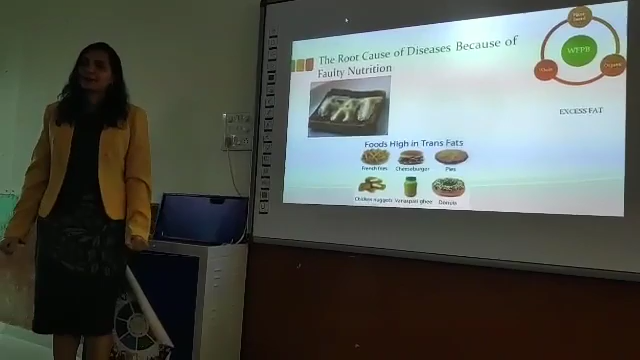 The Root Cause of Diseases Because of
Faulty Nutrition
WFPB
EXCESS FAT
Foods High in Trans Fats
French fries
Cheeseburger
Pies
Chicken nuggets
Vanaspati ghee
Donuts